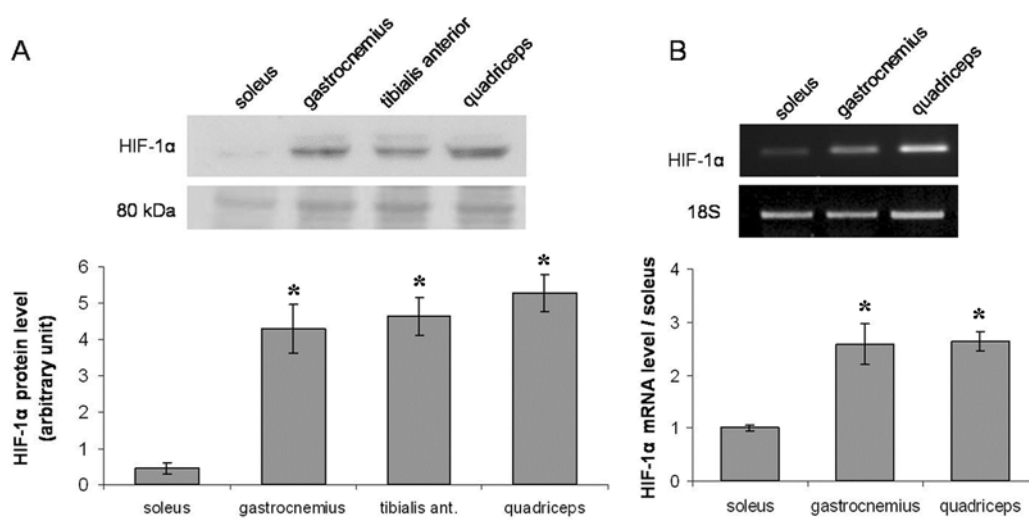 A
soleus
gastrocnemius
tibialis anterior
quadriceps
HIF-1α
80 kDa
HIF-1α protein level
(arbitrary unit)
6
5
4
3
2
1
0
*
*
*
soleus
gastrocnemius
tibialis ant.
quadriceps
B
soleus
gastrocnemius
quadriceps
HIF-1α
18S
HIF-1α mRNA level / soleus
4
3
2
1
0
*
*
soleus
gastrocnemius
quadriceps